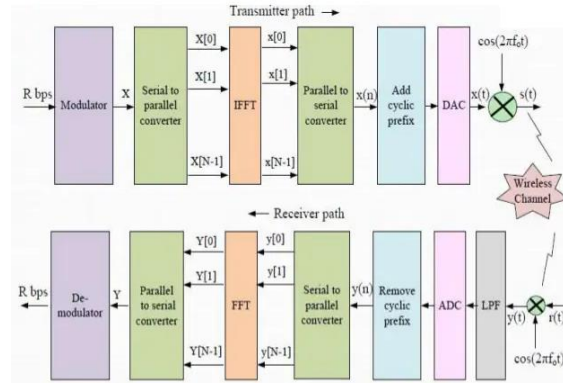 Transmitter path
R bps
Modulator
X
Serial to
parallel
converter
X[0]
X[1]
X[N-1]
IFFT
x[0]
x[1]
x[N-1]
Parallel to
serial
converter
x(n)
Add
cyclic
prefix
DAC
x(t)
cos(2πf₀t)
s(t)
Wireless
Channel
Receiver path
R bps
De-
modulator
Y
Parallel
to serial
converter
Y[0]
Y[1]
Y[N-1]
FFT
y[0]
y[1]
y[N-1]
Serial to
parallel
converter
y(n)
Remove
cyclic
prefix
ADC
LPF
y(t)
r(t)
cos(2πf₀t)